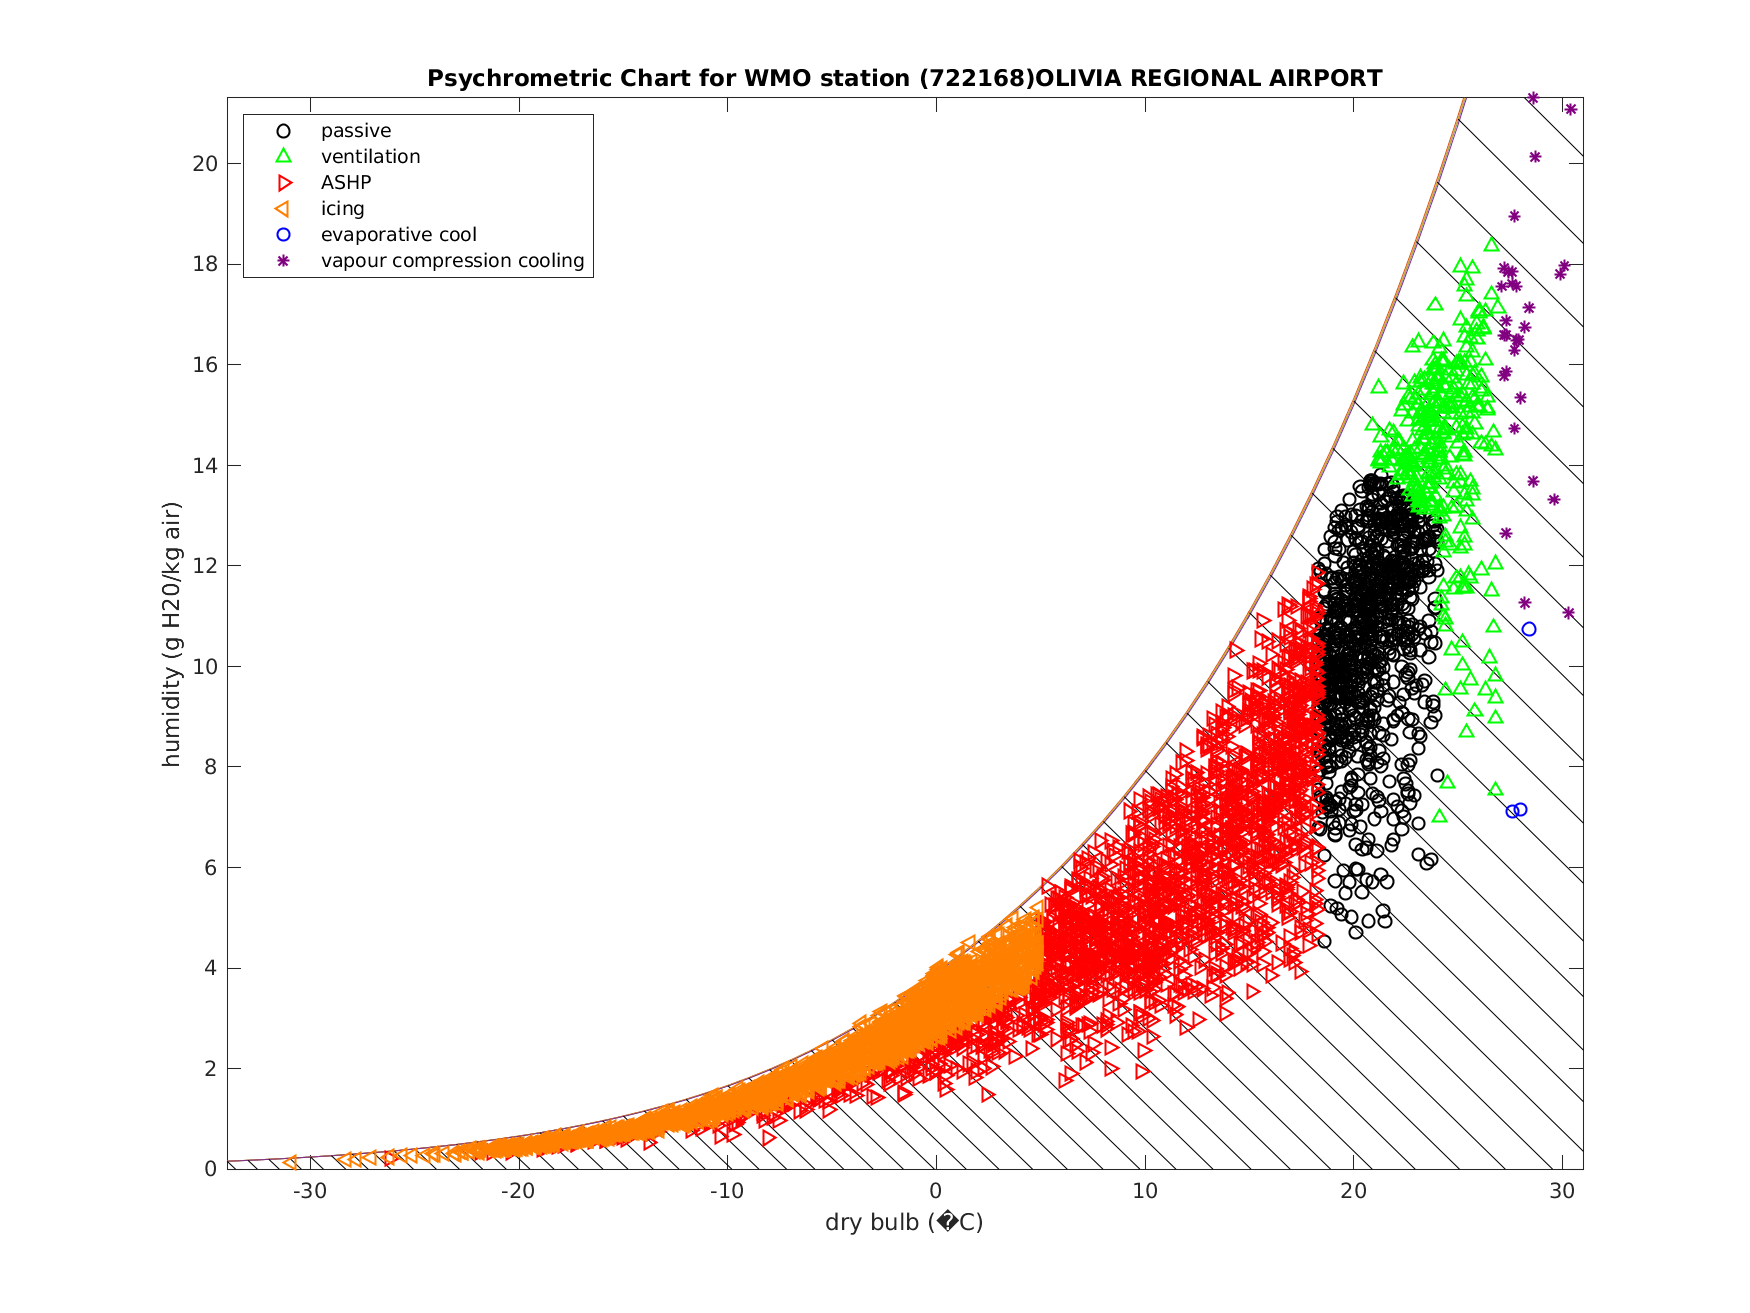 Psychrometric Chart for WMO station (722168)OLIVIA REGIONAL AIRPORT
passive
ventilation
ASHP
icing
evaporative cool
vapour compression cooling
humidity (g H20/kg air)
20
18
16
14
12
10
8
6
4
2
0
-30 -20 -10 0 10 20 30
dry bulb (�C)